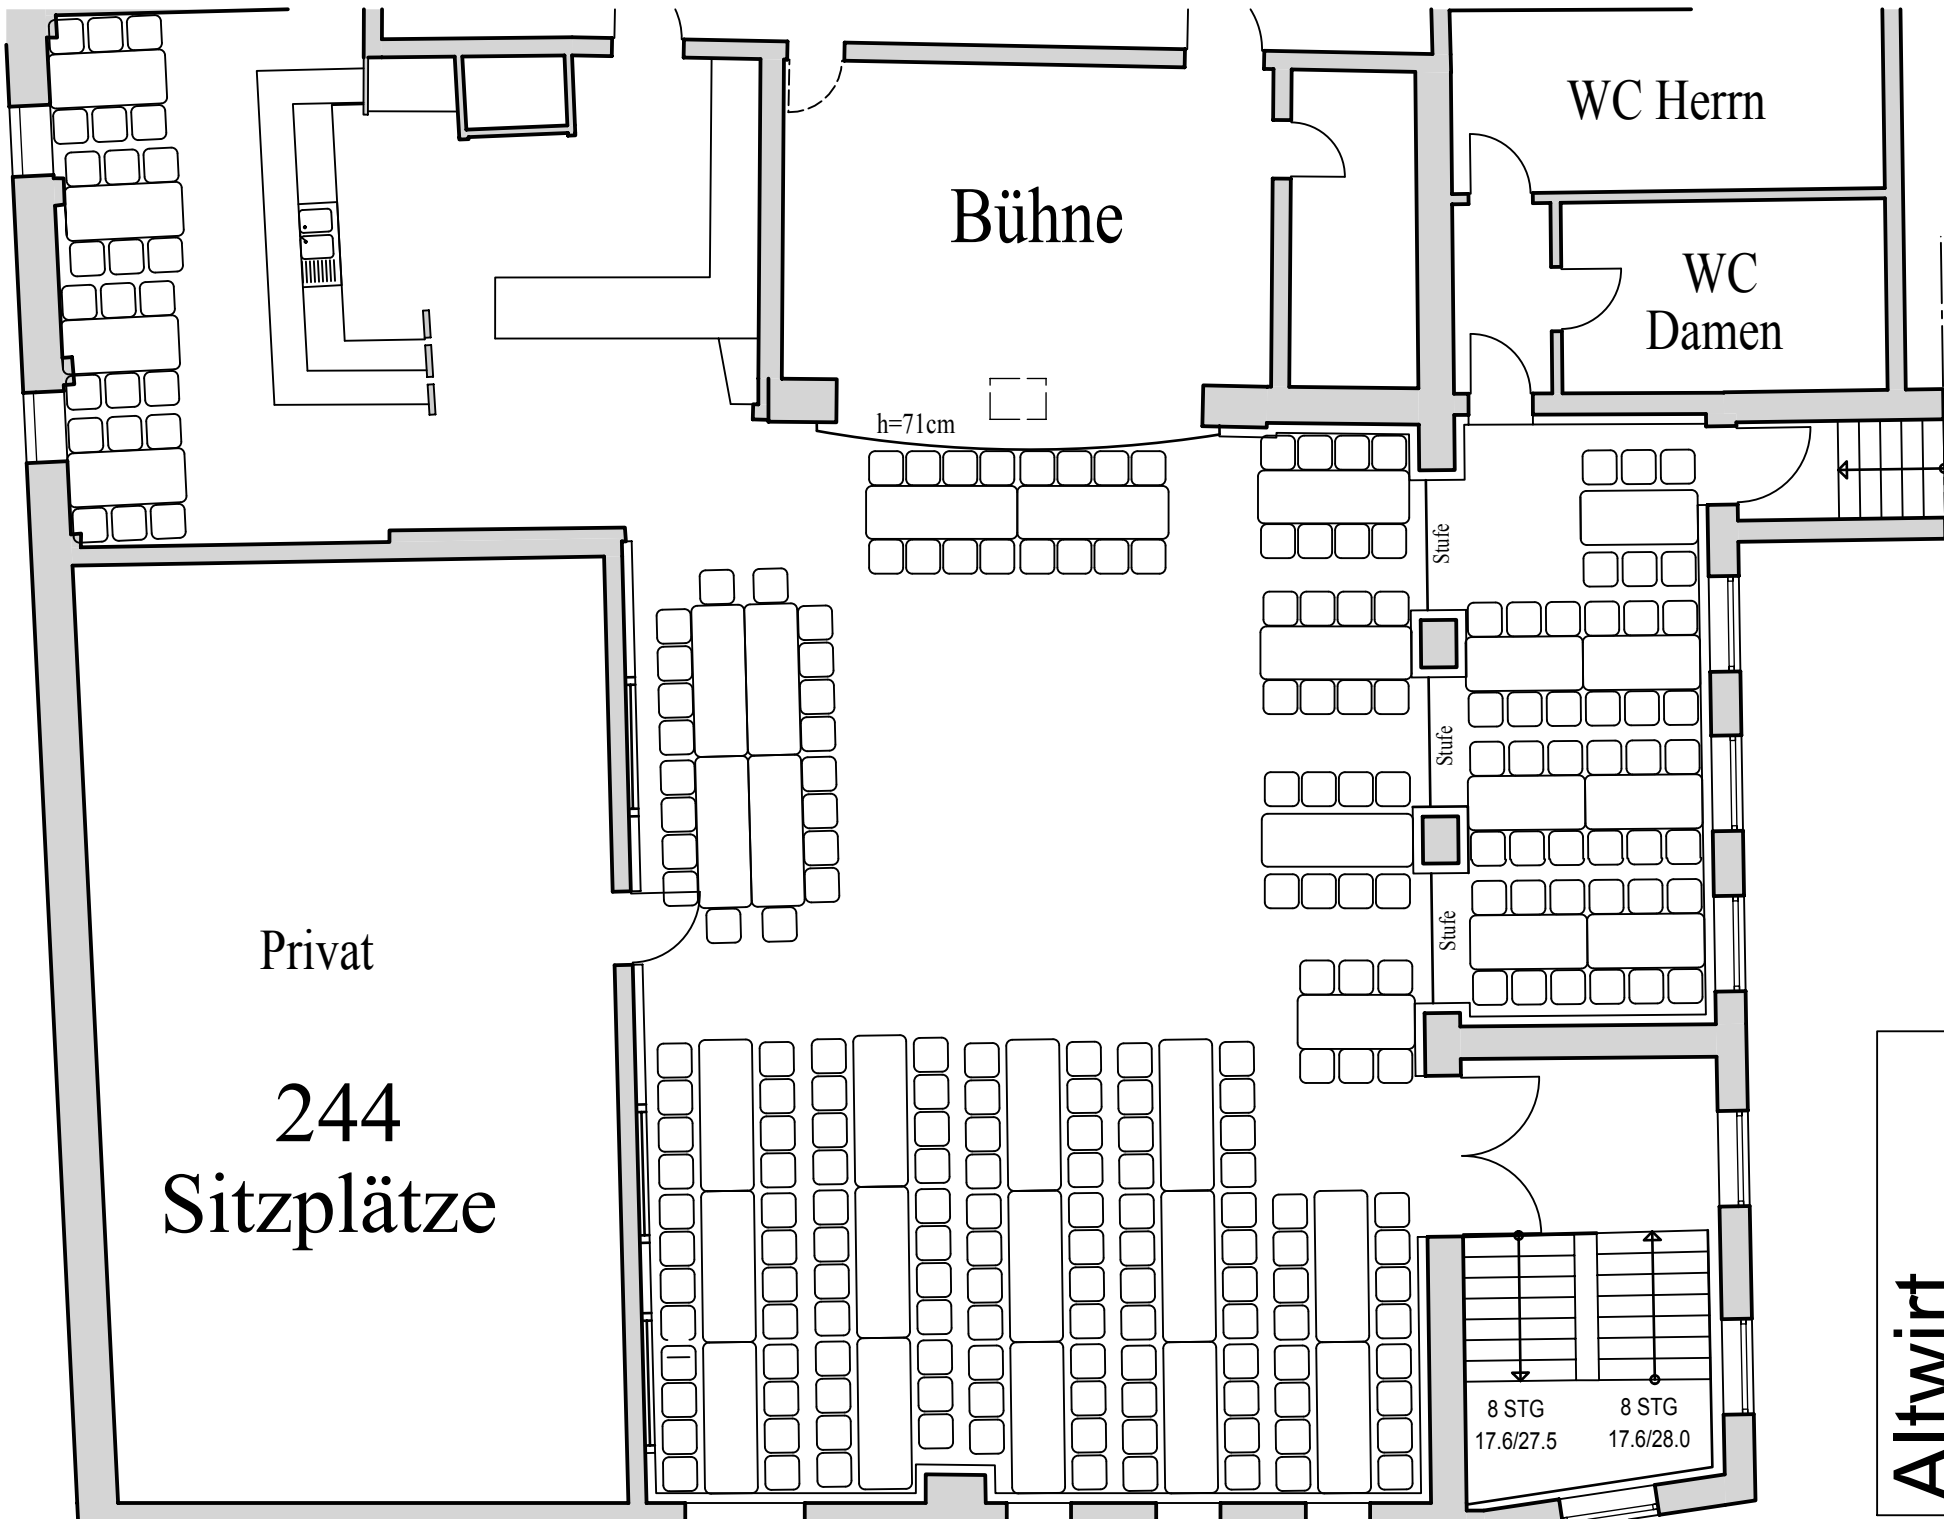 WC Herrn
Bühne
WC
Damen
h=71cm
Stufe
Stufe
Stufe
Privat
244
Sitzplätze
8 STG
17.6/27.5
8 STG
17.6/28.0
Altwirt